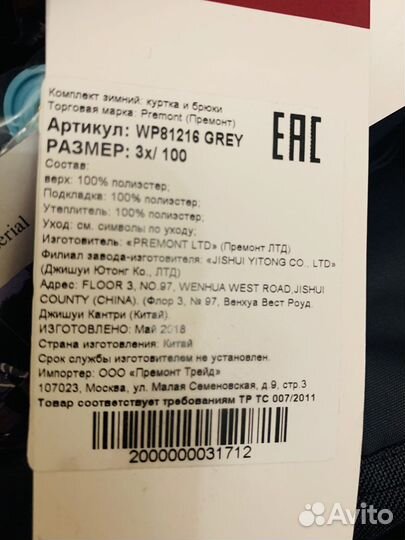 Комплект зимний: куртка и брюки
Торговая марка: Premont (Премонт)
Артикул: WP81216 GREY
РАЗМЕР: 3x/ 100
EAC
Состав:
верх: 100% полиэстер;
Подкладка: 100% полиэстер;
Утеплитель: 100% полиэстер;
Уход: см. символы по уходу;
Изготовитель: «PREMONT LTD» (Премонт ЛТД)
Филиал завода-изготовителя: «JISHUI YITONG CO., LTD»
(Джишуи Ютонг Ко., ЛТД)
Адрес: FLOOR 3, NO.97, WENHUA WEST ROAD,JISHUI
COUNTY (CHINA). (Флор 3, № 97, Венхуа Вест Роуд,
Джишуи Кантри (Китай).
ИЗГОТОВЛЕНО: Май 2018
Страна изготовления: Китай
Срок службы изготовителем не установлен
Импортер: ООО «Премонт Трейд»
107023, Москва, ул. Малая Семеновская, д.9, стр.3
Товар соответствует требованиям ТР ТС 007/2011
2000000031712
erial
Avito